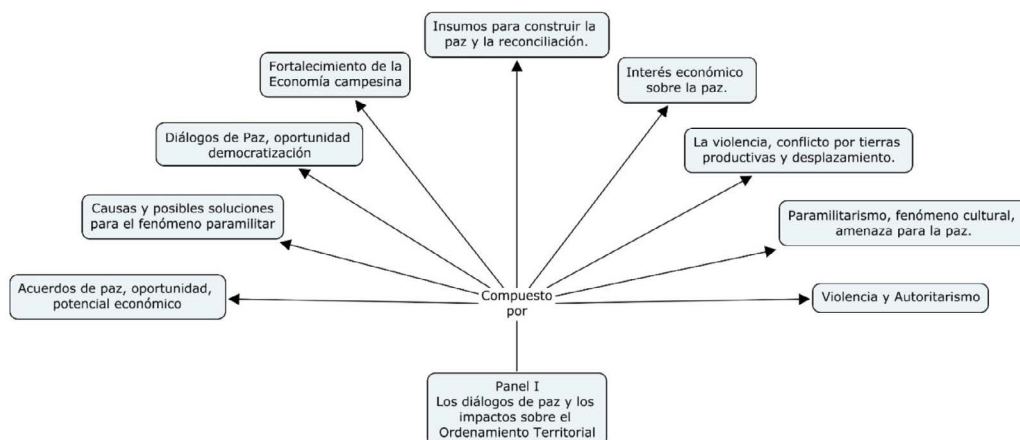 Insumos para construir la
paz y la reconciliación.
Fortalecimiento de la
Economía campesina
Interés económico
sobre la paz.
Diálogos de Paz, oportunidad
democratización
La violencia, conflicto por tierras
productivas y desplazamiento.
Causas y posibles soluciones
para el fenómeno paramilitar
Paramilitarismo, fenómeno cultural,
amenaza para la paz.
Acuerdos de paz, oportunidad,
potencial económico
Compuesto
por
Violencia y Autoritarismo
Panel I
Los diálogos de paz y los
impactos sobre el
Ordenamiento Territorial